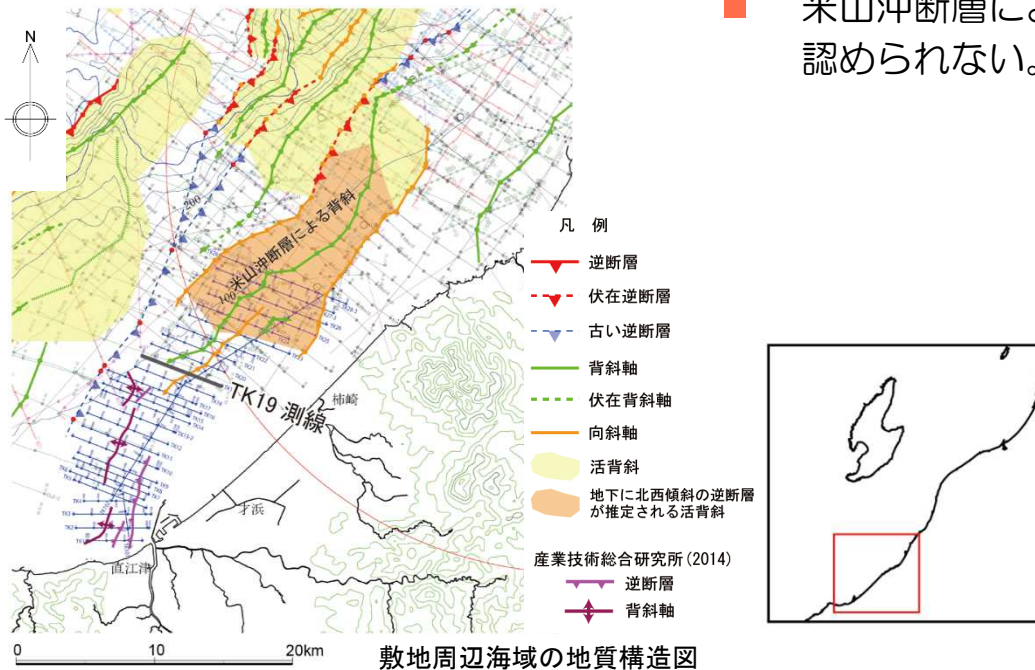 米山沖断層によ
認められない。
N
200
米山沖断層による背斜
100
TK19 測線
柿崎
才浜
直江津
凡 例
逆断層
伏在逆断層
古い逆断層
背斜軸
伏在背斜軸
向斜軸
活背斜
地下に北西傾斜の逆断層
が推定される活背斜
産業技術総合研究所(2014)
逆断層
背斜軸
0 10 20km
敷地周辺海域の地質構造図